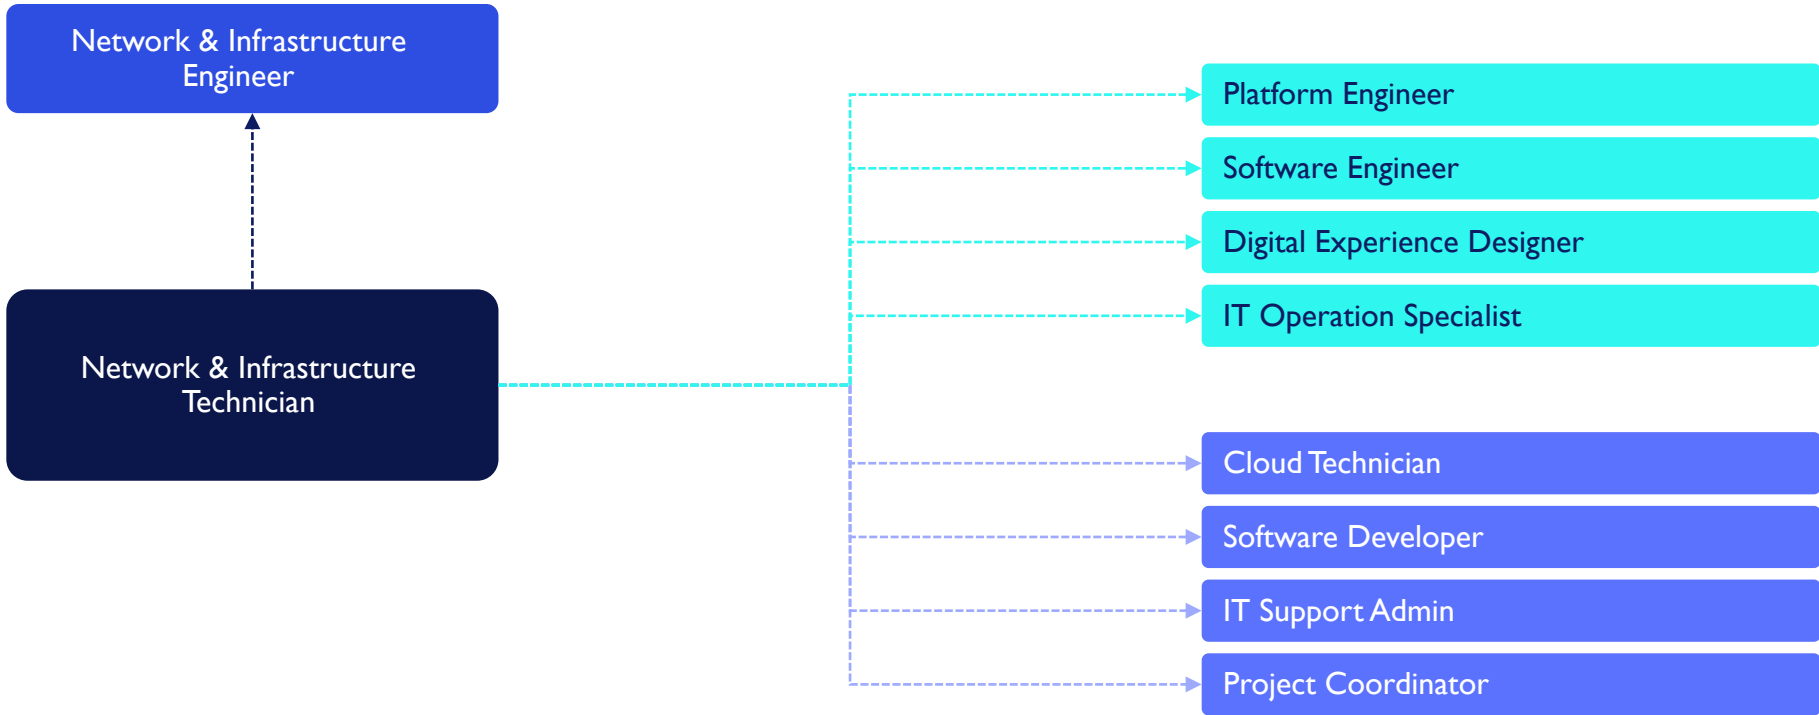 Network & Infrastructure
Engineer
Network & Infrastructure
Technician
Platform Engineer
Software Engineer
Digital Experience Designer
IT Operation Specialist
Cloud Technician
Software Developer
IT Support Admin
Project Coordinator